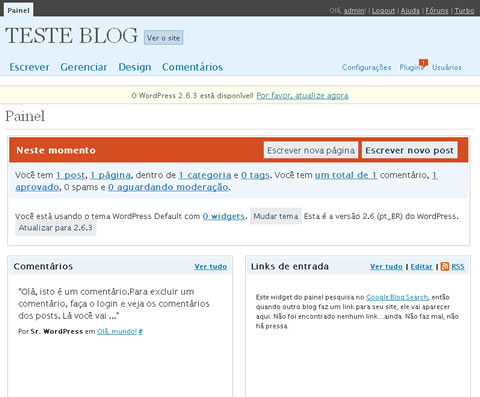 Painel
Olá, admin! | Logout | Ajuda | Fóruns | Turbo
TESTE BLOG Ver o site
Escrever Gerenciar Design Comentários
Configurações Plugins 1 Usuários
O WordPress 2.6.3 está disponível! Por favor, atualize agora.
Painel
Neste momento Escrever nova página Escrever novo post
Você tem 1 post, 1 página, dentro de 1 categoria e 0 tags. Você tem um total de 1 comentário, 1
aprovado, 0 spams e 0 aguardando moderação.
Você está usando o tema WordPress Default com 0 widgets. Mudar tema Esta é a versão 2.6 (pt_BR) do WordPress.
Atualizar para 2.6.3
Comentários Ver tudo
"Olá, isto é um comentário.Para excluir um
comentário, faça o login e veja os comentários
dos posts. Lá você vai ..."
Por Sr. WordPress em Olá, mundo! #
Links de entrada Ver tudo | Editar | RSS
Este widget do painel pesquisa no Google Blog Search, então
quando outro blog faz um link para seu site, ele vai aparecer
aqui. Não foi encontrado nenhum link...ainda. Não faz mal, não
há pressa.